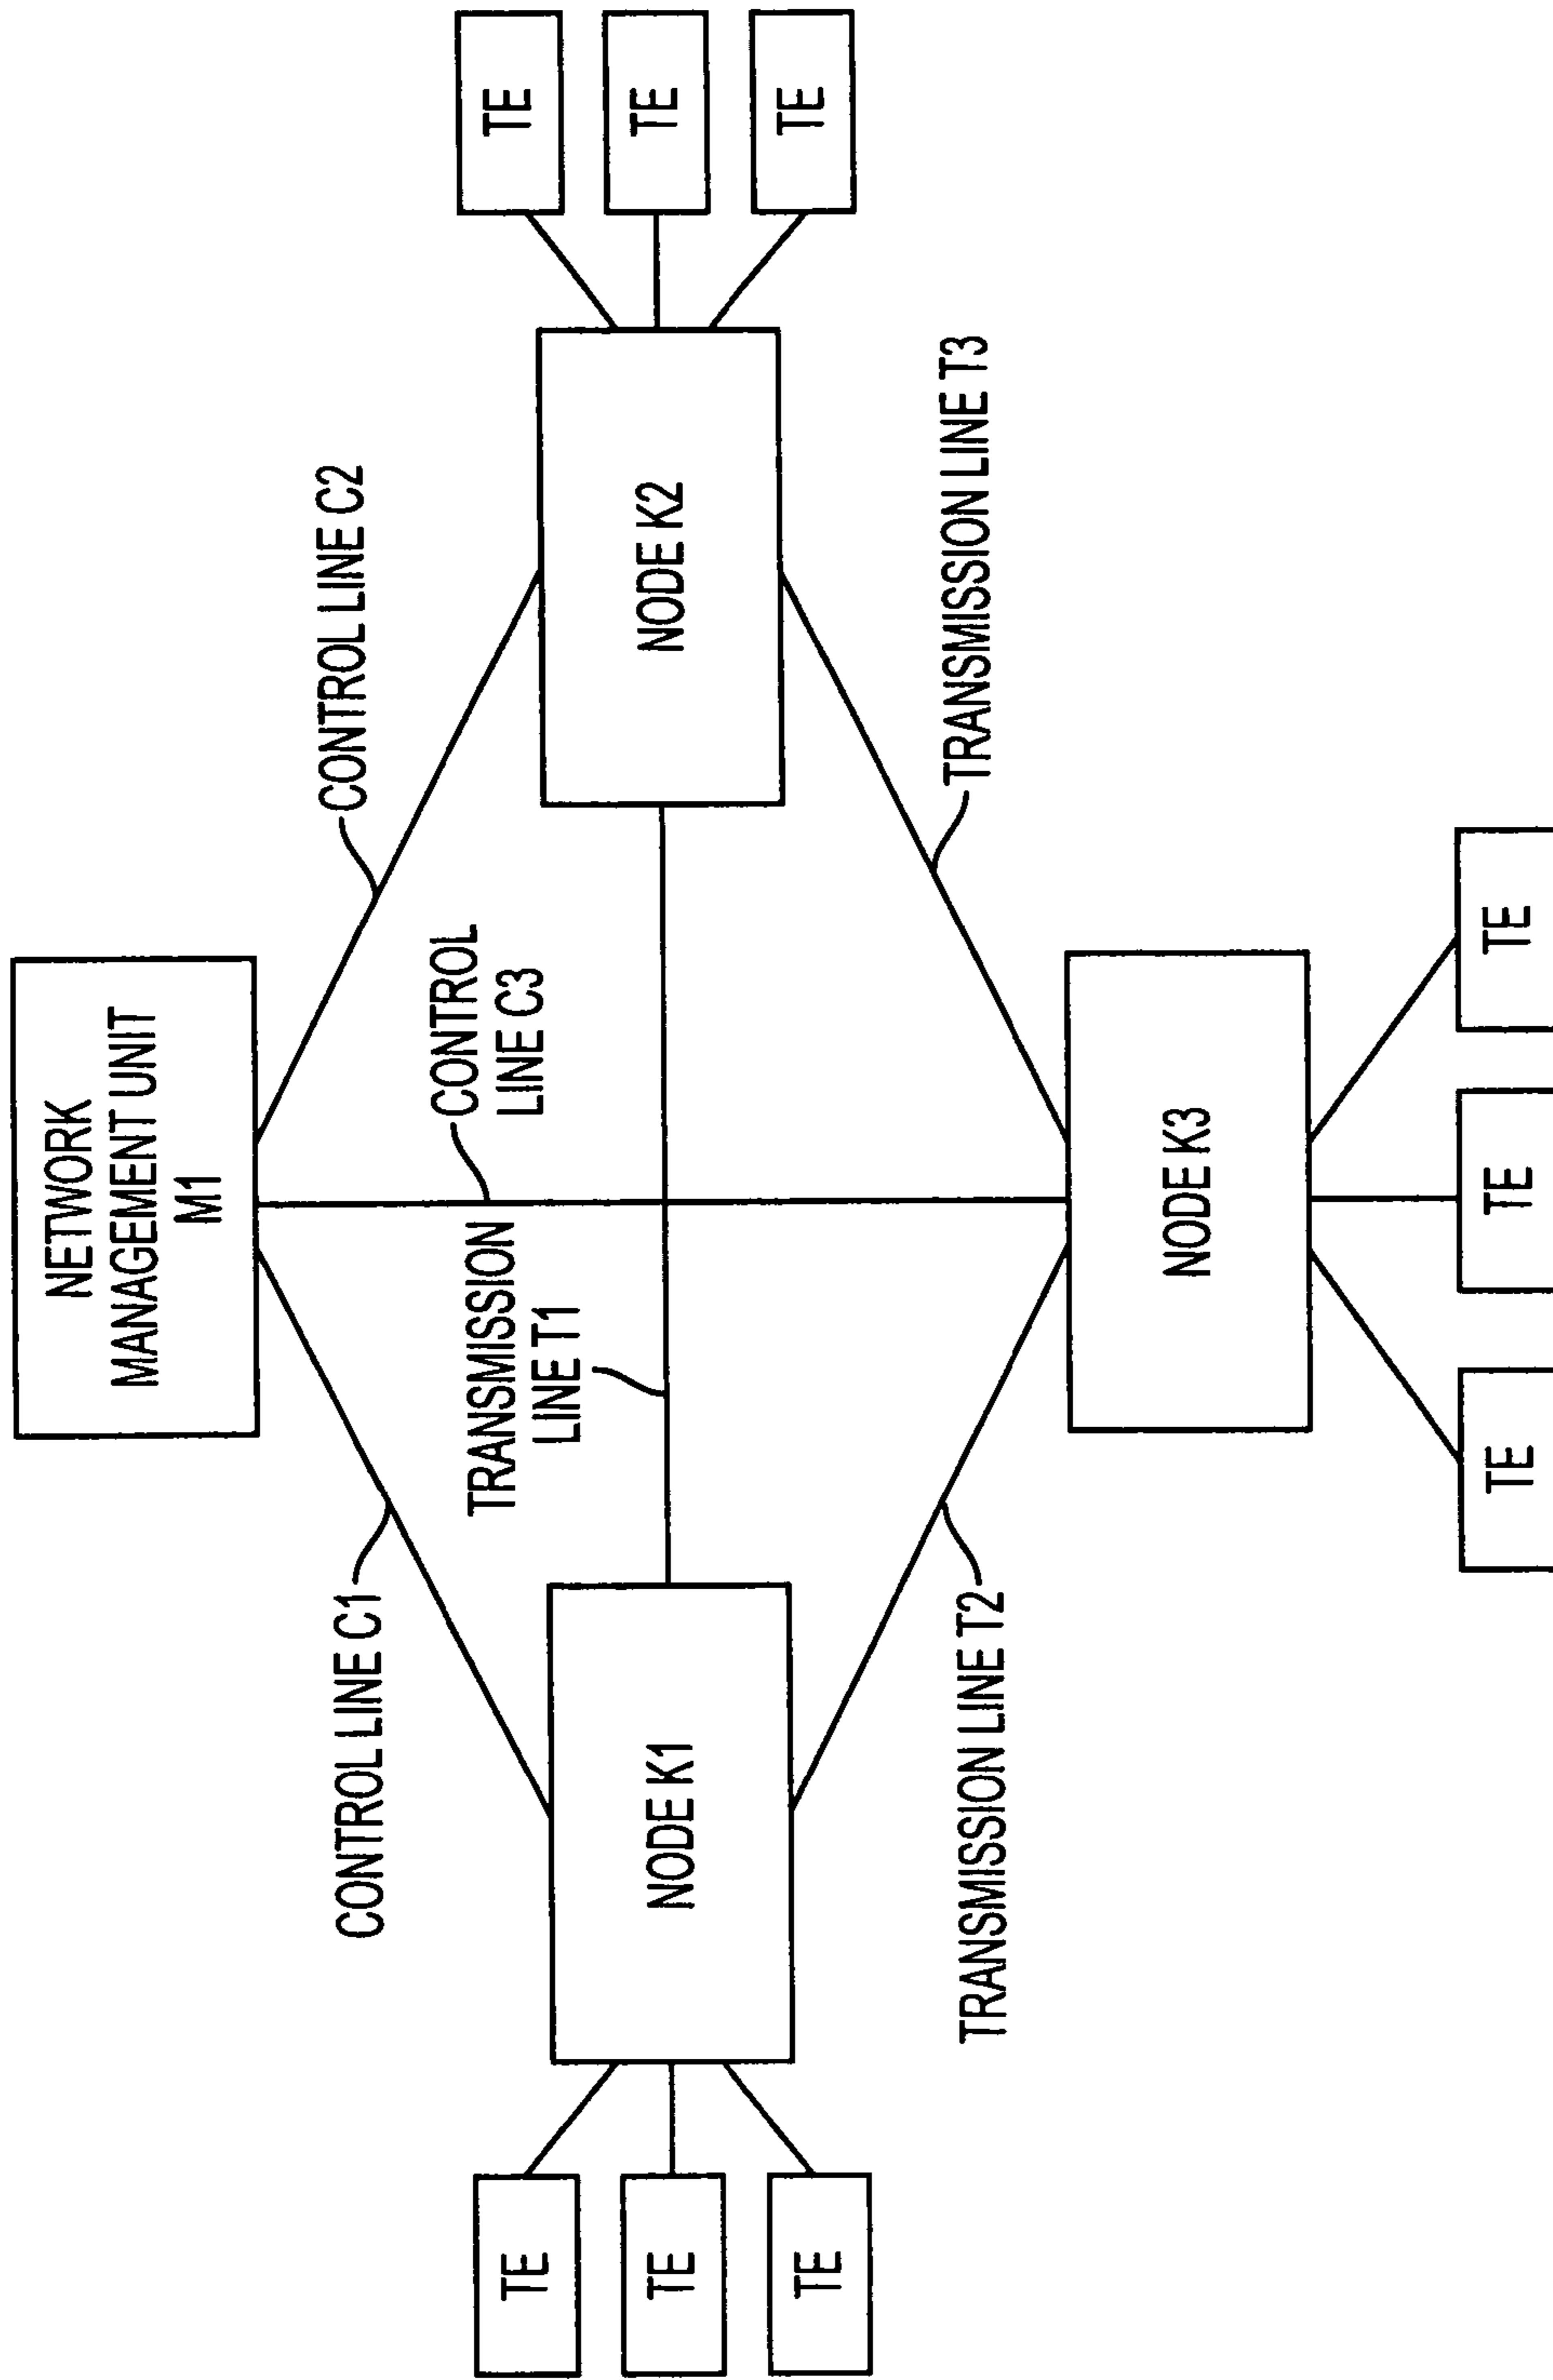 NETWORK
MANAGEMENT UNIT
M1
CONTROL LINE C1
CONTROL LINE C2
CONTROL
LINE C3
TRANSMISSION
LINE T1
TE
TE
TE
NODE K1
NODE K2
TE
TE
TE
TRANSMISSION LINE T2
TRANSMISSION LINE T3
NODE K3
TE
TE
TE